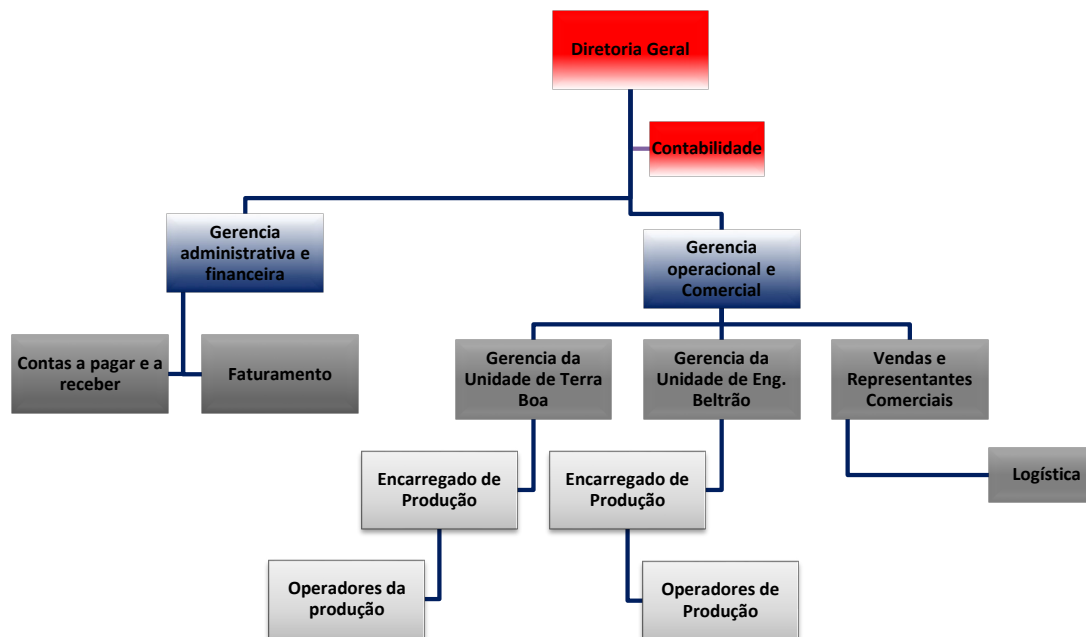 Diretoria Geral
Contabilidade
Gerencia
administrativa e
financeira
Gerencia
operacional e
Comercial
Contas a pagar e a
receber
Faturamento
Gerencia da
Unidade de Terra
Boa
Gerencia da
Unidade de Eng.
Beltrão
Vendas e
Representantes
Comerciais
Encarregado de
Produção
Encarregado de
Produção
Logística
Operadores da
produção
Operadores de
Produção